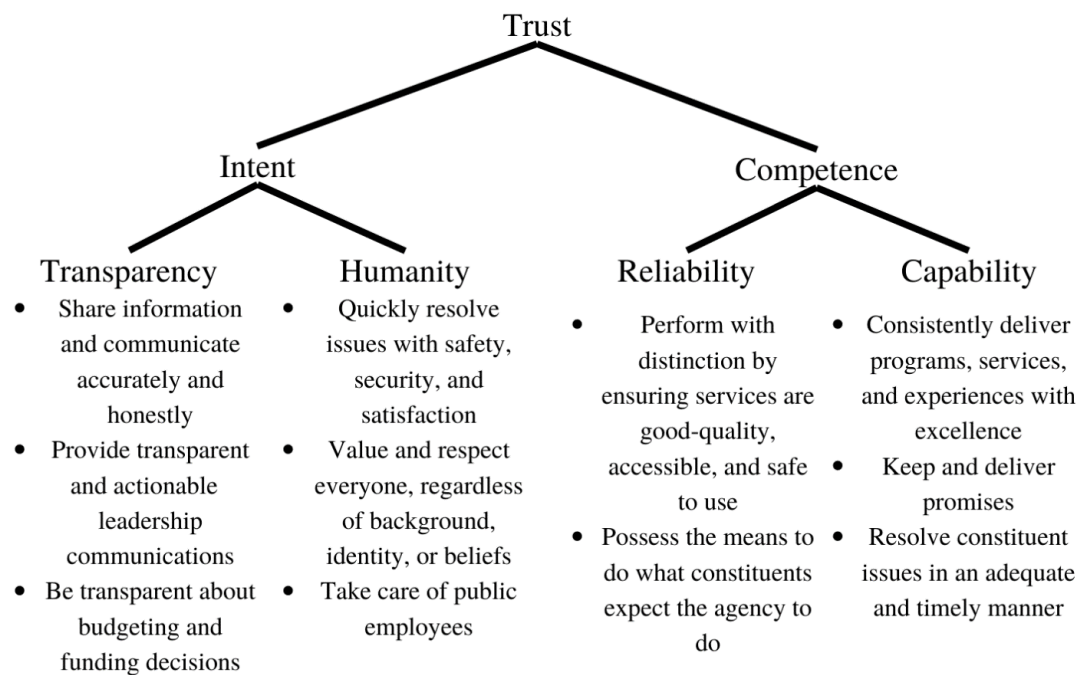 Trust
Intent
Competence
Transparency
• Share information
and communicate
accurately and
honestly
• Provide transparent
and actionable
leadership
communications
• Be transparent about
budgeting and
funding decisions
Humanity
• Quickly resolve
issues with safety,
security, and
satisfaction
• Value and respect
everyone, regardless
of background,
identity, or beliefs
• Take care of public
employees
Reliability
• Perform with
distinction by
ensuring services are
good-quality,
accessible, and safe
to use
• Possess the means to
do what constituents
expect the agency to
do
Capability
• Consistently deliver
programs, services,
and experiences with
excellence
• Keep and deliver
promises
• Resolve constituent
issues in an adequate
and timely manner